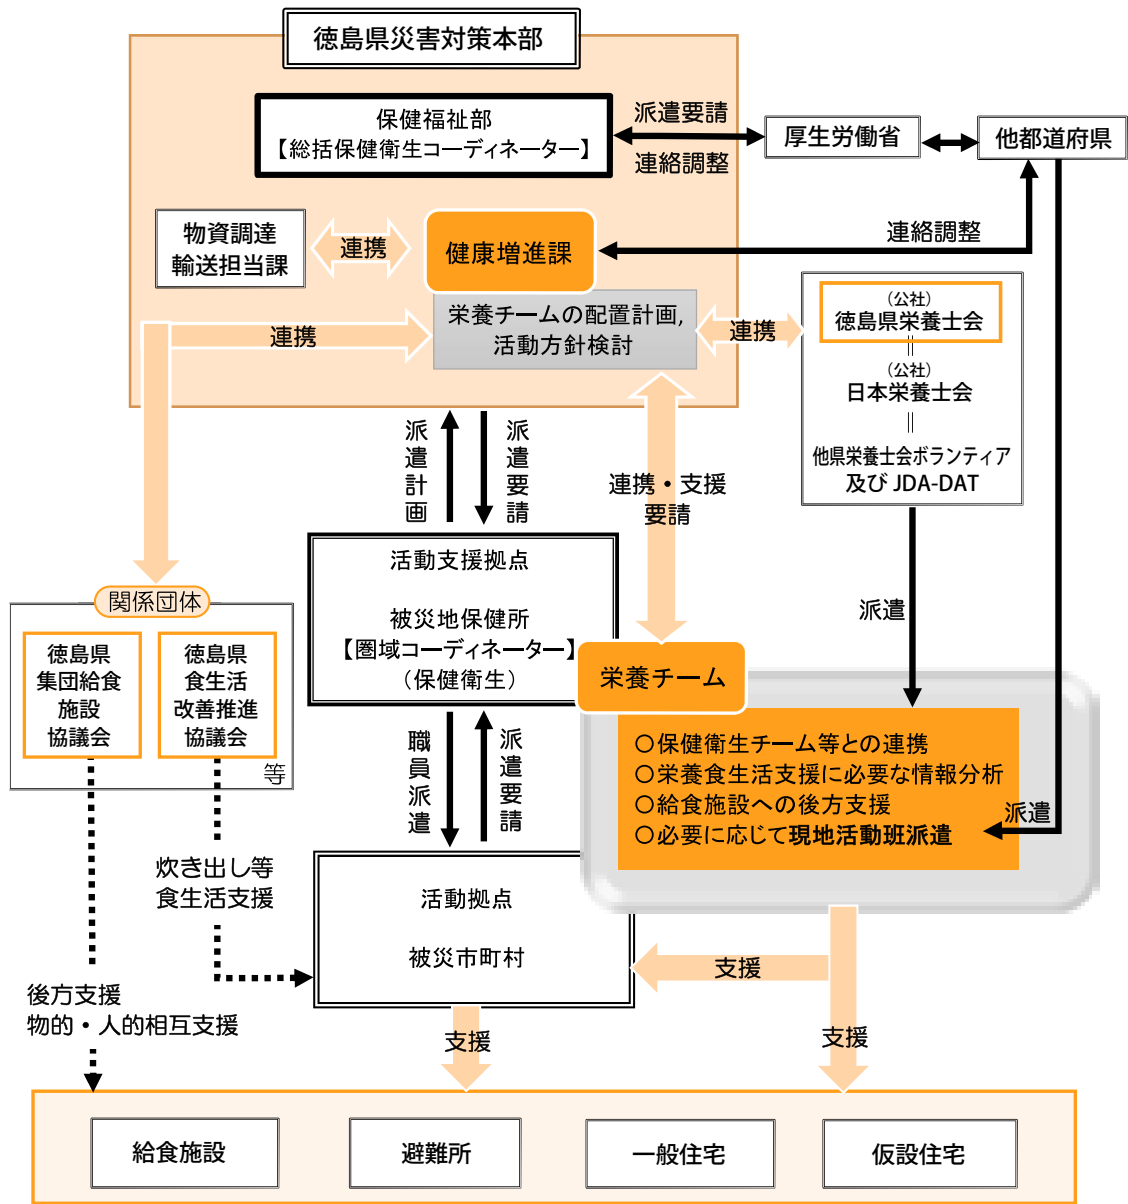 徳島県災害対策本部
保健福祉部
【総括保健衛生コーディネーター】
派遣要請
連絡調整
厚生労働省
他都道府県
物資調達
輸送担当課
連携
健康増進課
連絡調整
栄養チームの配置計画,
活動方針検討
連携
連携
（公社）
徳島県栄養士会
||
（公社）
日本栄養士会
||
他県栄養士会ボランティア
及び JDA-DAT
派遣計画
派遣要請
連携・支援
要請
活動支援拠点
被災地保健所
【圏域コーディネーター】
（保健衛生）
派遣
関係団体
徳島県
集団給食
施設
協議会
徳島県
食生活
改善推進
協議会
等
栄養チーム
○保健衛生チーム等との連携
○栄養食生活支援に必要な情報分析
○給食施設への後方支援
○必要に応じて現地活動班派遣
派遣
職員派遣
派遣要請
炊き出し等
食生活支援
活動拠点
被災市町村
支援
後方支援
物的・人的相互支援
支援
支援
給食施設
避難所
一般住宅
仮設住宅